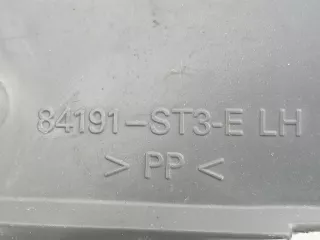 84191-ST3-E LH
> PP <